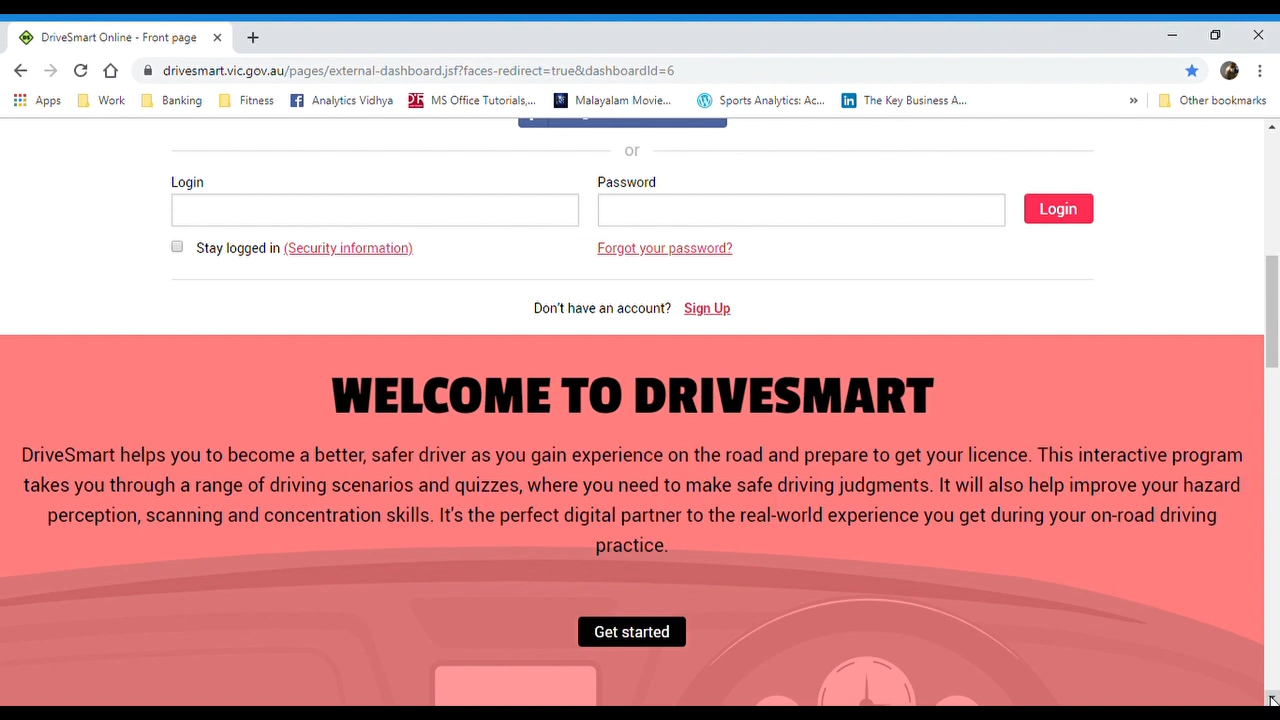 DriveSmart Online - Front page
drivesmart.vic.gov.au/pages/external-dashboard.jsf?faces-redirect=true&dashboardId=6
Apps Work Banking Fitness Analytics Vidhya MS Office Tutorials,... Malayalam Movie... Sports Analytics: Ac... The Key Business A... » Other bookmarks
or
Login Password
Login
Stay logged in (Security information) Forgot your password?
Don't have an account? Sign Up
WELCOME TO DRIVESMART
DriveSmart helps you to become a better, safer driver as you gain experience on the road and prepare to get your licence. This interactive program
takes you through a range of driving scenarios and quizzes, where you need to make safe driving judgments. It will also help improve your hazard
perception, scanning and concentration skills. It's the perfect digital partner to the real-world experience you get during your on-road driving
practice.
Get started